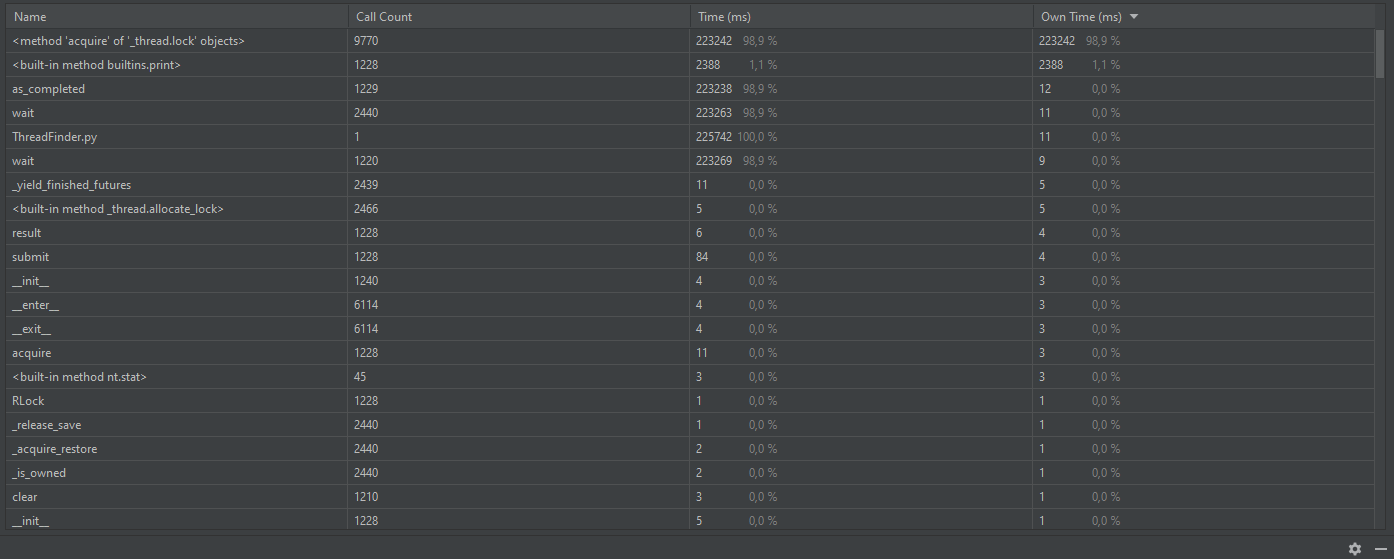 Name Call Count Time (ms) Own Time (ms)
<method 'acquire' of '_thread.lock' objects> 9770 223242 98,9 % 223242 98,9 %
<built-in method builtins.print> 1228 2388 1,1 % 2388 1,1 %
as_completed 1229 223238 98,9 % 12 0,0 %
wait 2440 223263 98,9 % 11 0,0 %
ThreadFinder.py 1 225742 100,0 % 11 0,0 %
wait 1220 223269 98,9 % 9 0,0 %
_yield_finished_futures 2439 11 0,0 % 5 0,0 %
<built-in method _thread.allocate_lock> 2466 5 0,0 % 5 0,0 %
result 1228 6 0,0 % 4 0,0 %
submit 1228 84 0,0 % 4 0,0 %
__init__ 1240 4 0,0 % 3 0,0 %
__enter__ 6114 4 0,0 % 3 0,0 %
__exit__ 6114 4 0,0 % 3 0,0 %
acquire 1228 11 0,0 % 3 0,0 %
<built-in method nt.stat> 45 3 0,0 % 3 0,0 %
RLock 1228 1 0,0 % 1 0,0 %
_release_save 2440 1 0,0 % 1 0,0 %
_acquire_restore 2440 2 0,0 % 1 0,0 %
_is_owned 2440 2 0,0 % 1 0,0 %
clear 1210 3 0,0 % 1 0,0 %
__init__ 1228 5 0,0 % 1 0,0 %